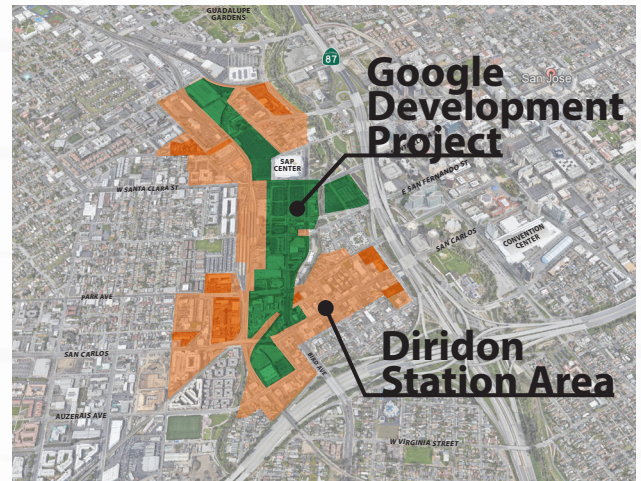 GUADALUPE
GARDENS
87
Google
Development
Project
San Jose
SAP
CENTER
E SAN FERNANDO ST
W SANTA CLARA ST
SAN CARLOS
CONVENTION
CENTER
PARK AVE
SAN CARLOS
BIRD AVE
Diridon
Station Area
AUZERAIS AVE
W VIRGINIA STREET